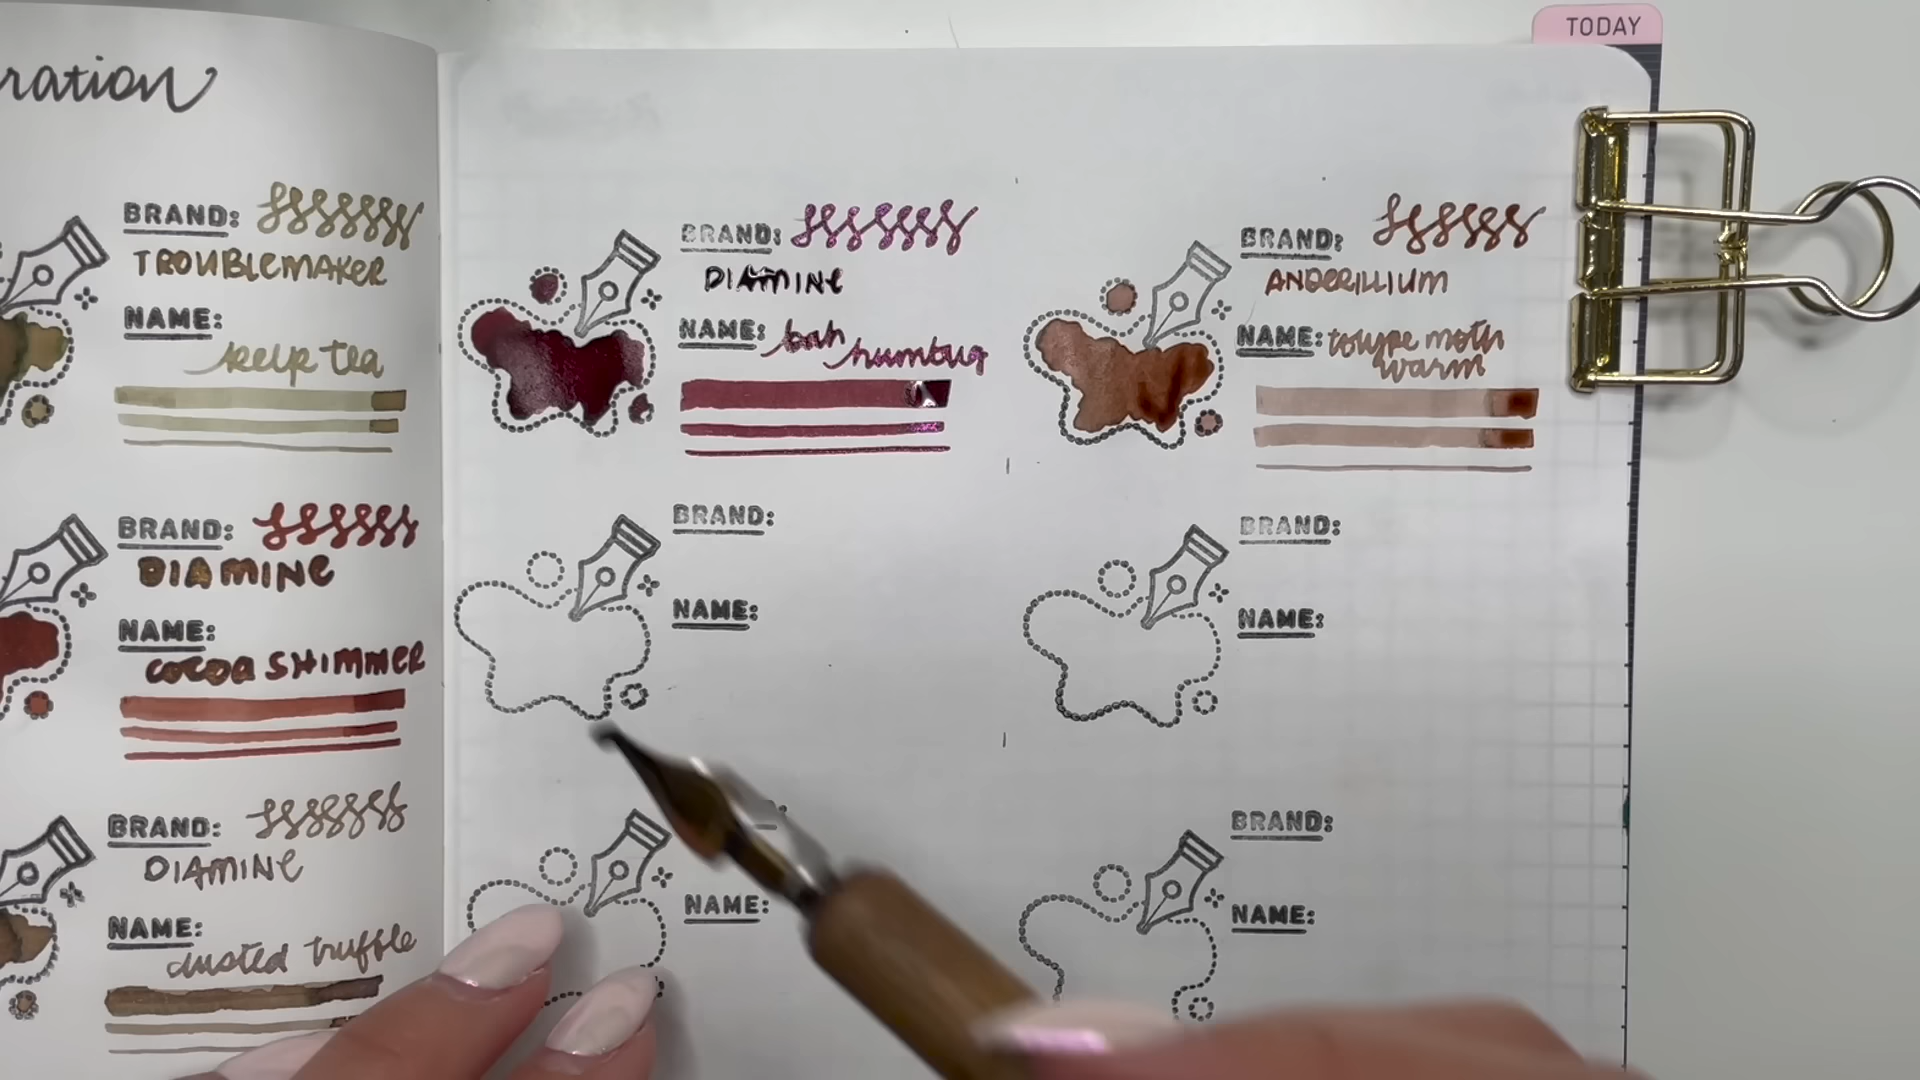 ration
BRAND:
TROUBLEMAKER
NAME:
kelp tea
BRAND:
DIAMINE
NAME:
COCOA SHIMMER
BRAND:
DIAMINE
NAME:
dusted truffle
TODAY
BRAND:
DIAMINE
NAME: bah
humbug
BRAND:
ANDERILLIUM
NAME: tolype moth
warm
BRAND:
NAME:
BRAND:
NAME:
NAME:
BRAND:
NAME: